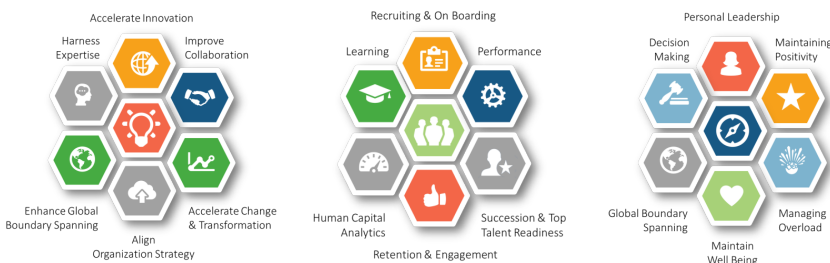 Accelerate Innovation
Harness
Expertise
Improve
Collaboration
Enhance Global
Boundary Spanning
Accelerate Change
& Transformation
Align
Organization Strategy
Recruiting & On Boarding
Learning
Performance
Human Capital
Analytics
Succession & Top
Talent Readiness
Retention & Engagement
Personal Leadership
Decision
Making
Maintaining
Positivity
Global Boundary
Spanning
Managing
Overload
Maintain
Well Being